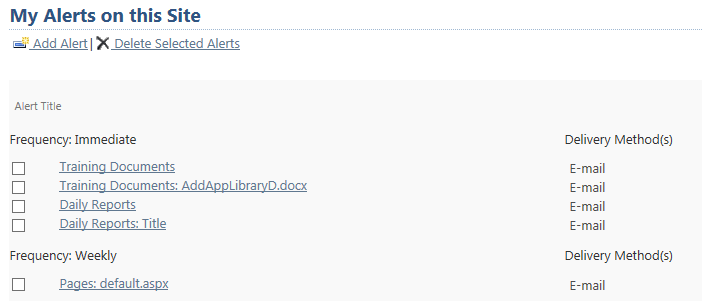 My Alerts on this Site
Add Alert | Delete Selected Alerts
Alert Title
Frequency: Immediate Delivery Method(s)
Training Documents E-mail
Training Documents: AddAppLibraryD.docx E-mail
Daily Reports E-mail
Daily Reports: Title E-mail
Frequency: Weekly Delivery Method(s)
Pages: default.aspx E-mail